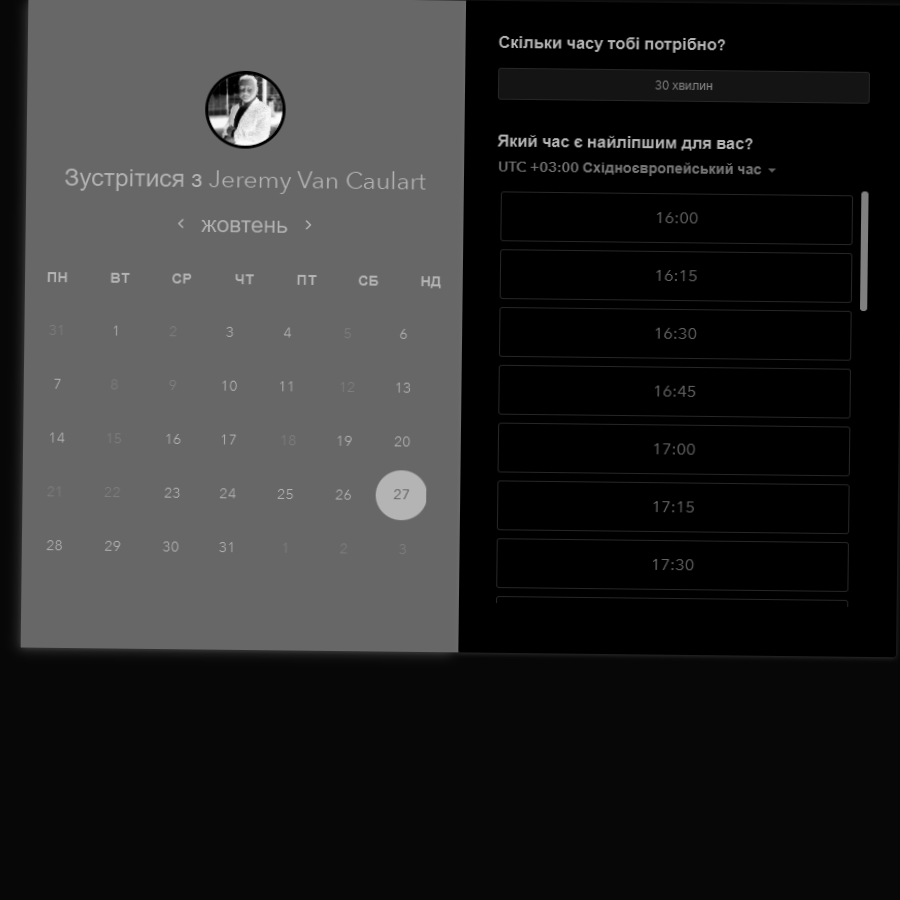 Зустрітися з Jeremy Van Caulart
жовтень
ПН ВТ СР ЧТ ПТ СБ НД
31 1 2 3 4 5 6
7 8 9 10 11 12 13
14 15 16 17 18 19 20
21 22 23 24 25 26 27
28 29 30 31 1 2 3
Скільки часу тобі потрібно?
30 хвилин
Який час є найліпшим для вас?
UTC +03:00 Східноєвропейський час
16:00
16:15
16:30
16:45
17:00
17:15
17:30